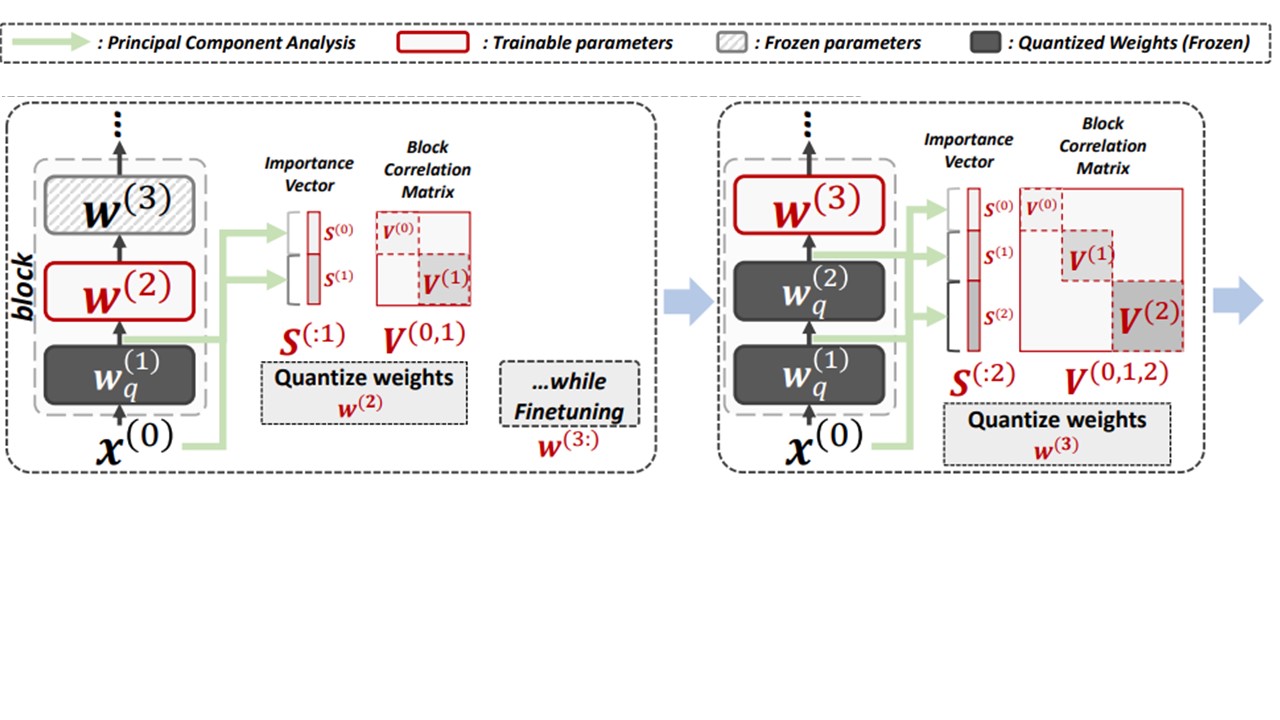 : Principal Component Analysis
: Trainable parameters
: Frozen parameters
: Quantized Weights (Frozen)
block
⋮
w^(3)
w^(2)
w_q^(1)
x^(0)
Importance
Vector
S^(0)
S^(1)
S^(:1)
Block
Correlation
Matrix
V^(0)
V^(1)
V^(0,1)
Quantize weights
w^(2)
...while
Finetuning
w^(3:)
⋮
w^(3)
w_q^(2)
w_q^(1)
x^(0)
Importance
Vector
S^(0)
S^(1)
S^(2)
S^(:2)
Block
Correlation
Matrix
V^(0)
V^(1)
V^(2)
V^(0,1,2)
Quantize weights
w^(3)